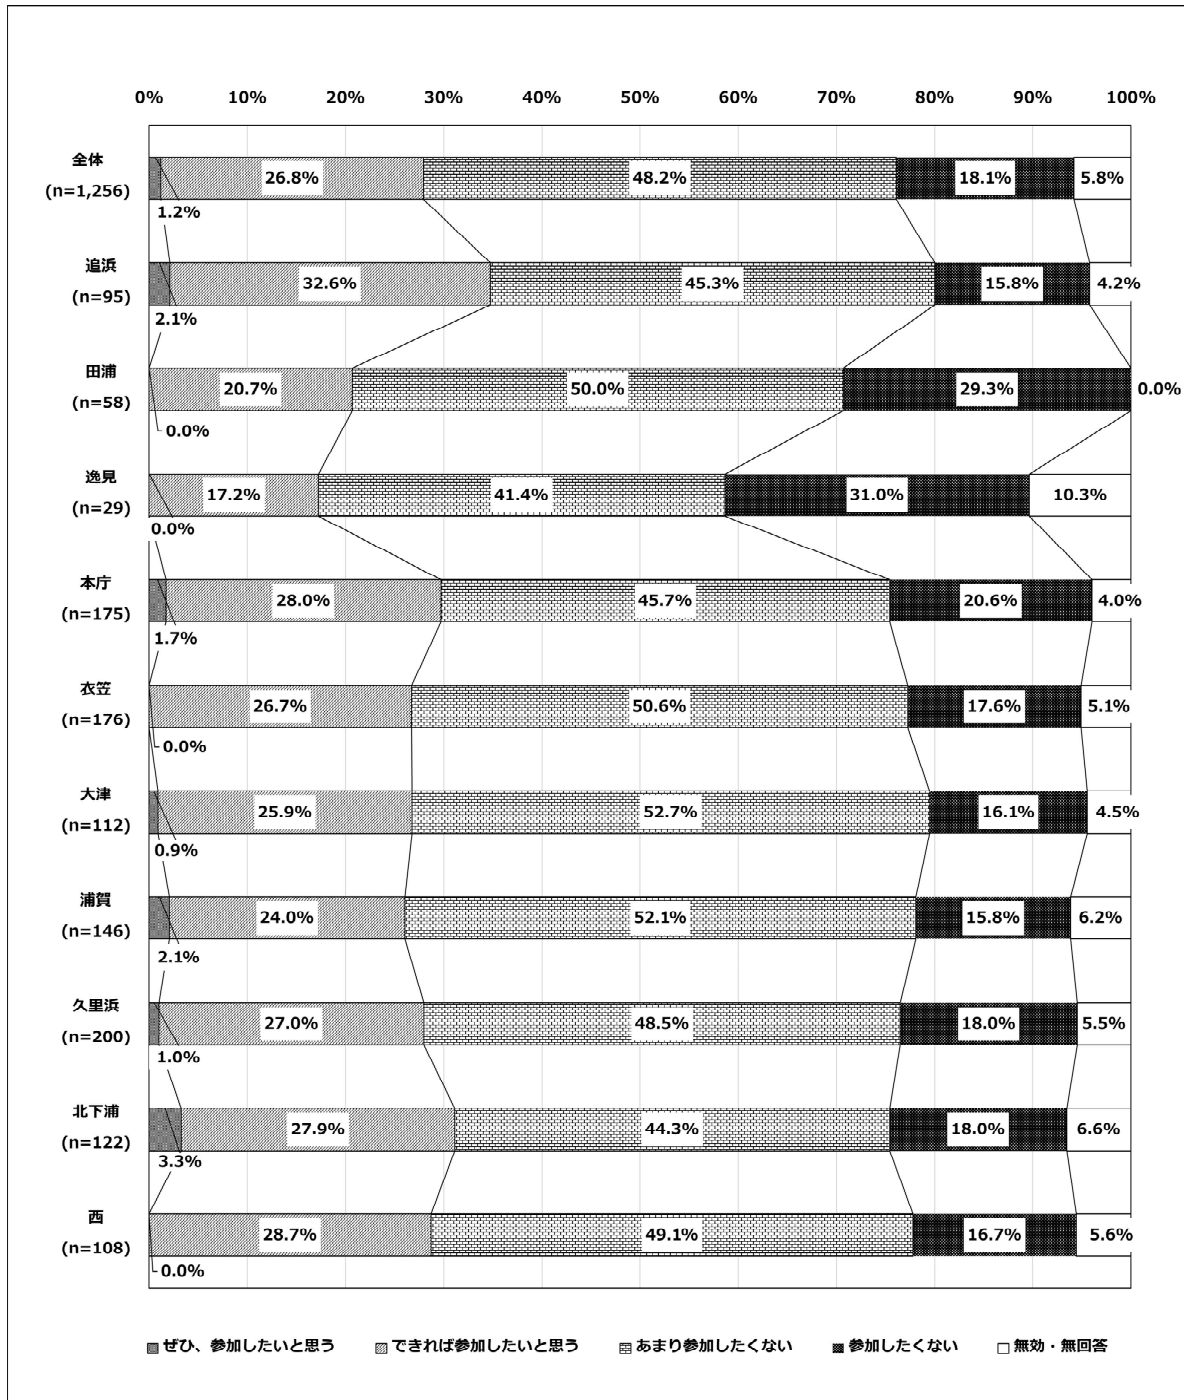 0% 10% 20% 30% 40% 50% 60% 70% 80% 90% 100%
全体
(n=1,256)
26.8% 48.2% 18.1% 5.8%
1.2%
追浜
(n=95)
32.6% 45.3% 15.8% 4.2%
2.1%
田浦
(n=58)
20.7% 50.0% 29.3% 0.0%
0.0%
逸見
(n=29)
17.2% 41.4% 31.0% 10.3%
0.0%
本庁
(n=175)
28.0% 45.7% 20.6% 4.0%
1.7%
衣笠
(n=176)
26.7% 50.6% 17.6% 5.1%
0.0%
大津
(n=112)
25.9% 52.7% 16.1% 4.5%
0.9%
浦賀
(n=146)
24.0% 52.1% 15.8% 6.2%
2.1%
久里浜
(n=200)
27.0% 48.5% 18.0% 5.5%
1.0%
北下浦
(n=122)
27.9% 44.3% 18.0% 6.6%
3.3%
西
(n=108)
28.7% 49.1% 16.7% 5.6%
0.0%
ぜひ、参加したいと思う できれば参加したいと思う あまり参加したくない 参加したくない 無効・無回答